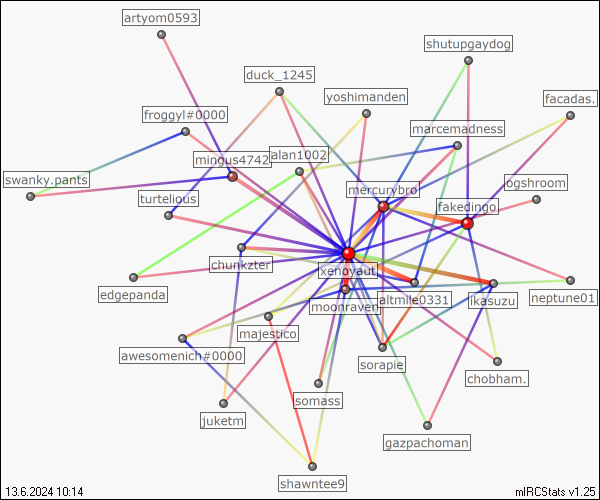 artyom0593
shutupgaydog
duck_1245
yoshimanden
facadas.
froggyl#0000
marcemadness
alan1002
mingus4742
swanky.pants
mercurybro
ogshroom
turtelious
fakedingo.
chunkzter
xenoyaut.
edgepanda
altmile0331
ikasuzu
neptune01
moonraven
majestico
awesomenich#0000
sorapie
chobham.
somass
juketm
gazpachoman
shawntee9
13.6.2024 10:14
mIRCStats v1.25